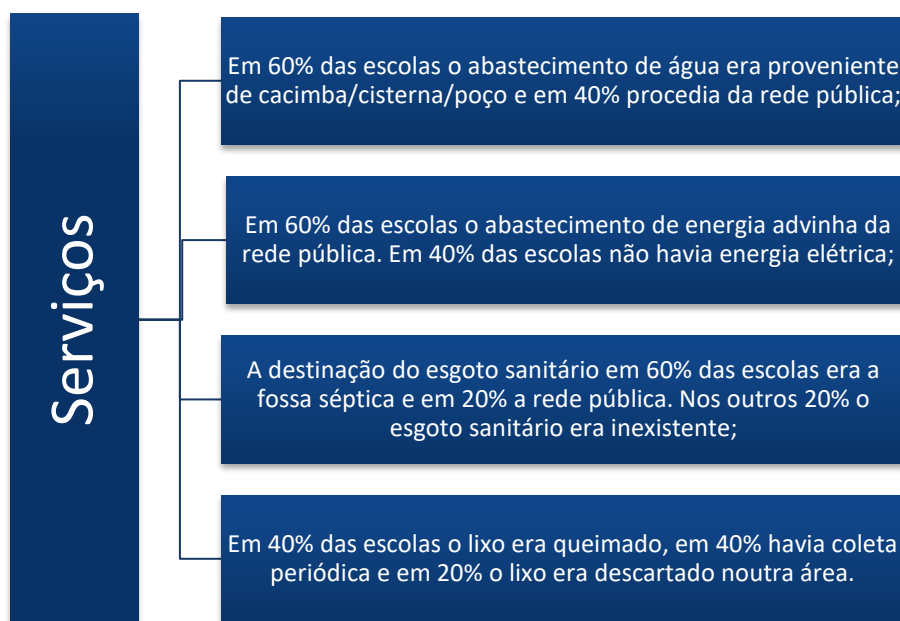 Serviços
Em 60% das escolas o abastecimento de água era proveniente
de cacimba/cisterna/poço e em 40% procedia da rede pública;
Em 60% das escolas o abastecimento de energia advinha da
rede pública. Em 40% das escolas não havia energia elétrica;
A destinação do esgoto sanitário em 60% das escolas era a
fossa séptica e em 20% a rede pública. Nos outros 20% o
esgoto sanitário era inexistente;
Em 40% das escolas o lixo era queimado, em 40% havia coleta
periódica e em 20% o lixo era descartado noutra área.